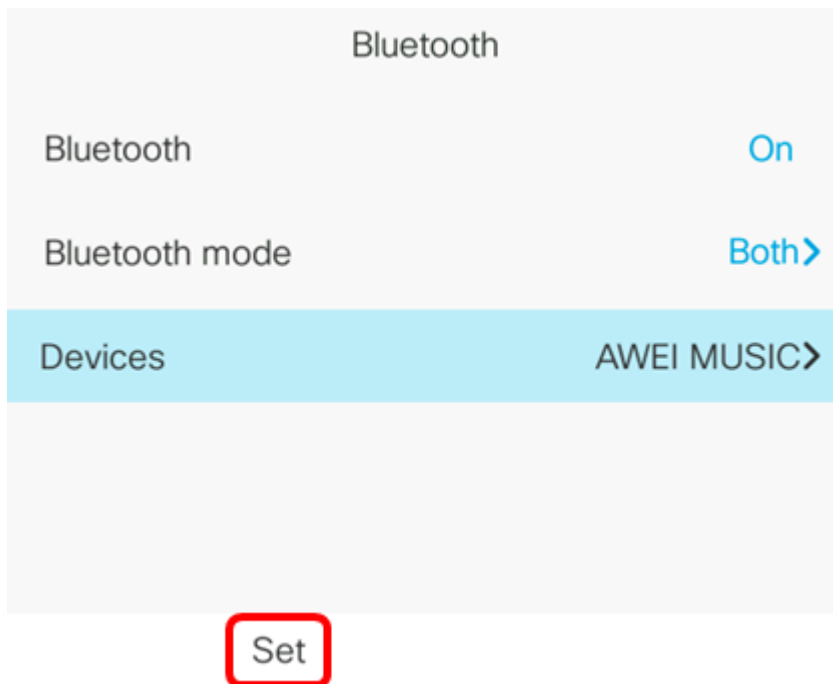 Bluetooth
Bluetooth On
Bluetooth mode Both>
Devices AWEI MUSIC>
Set